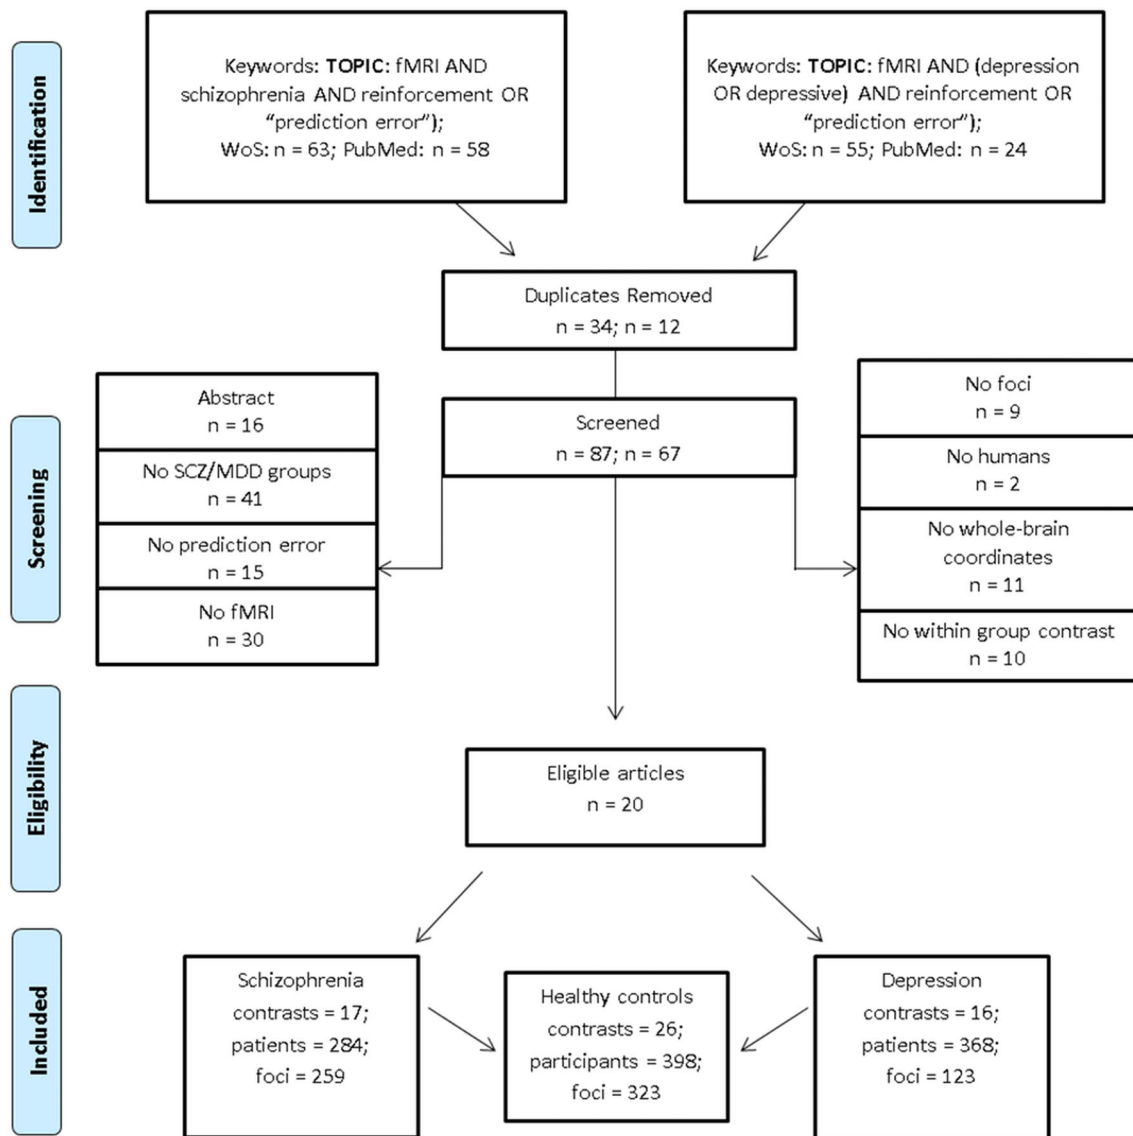 Identification
Keywords: TOPIC: fMRI AND
schizophrenia AND reinforcement OR
“prediction error”);
WoS: n = 63; PubMed: n = 58
Keywords: TOPIC: fMRI AND (depression
OR depressive) AND reinforcement OR
“prediction error”);
WoS: n = 55; PubMed: n = 24
Duplicates Removed
n = 34; n = 12
Screening
Abstract
n = 16
No SCZ/MDD groups
n = 41
No prediction error
n = 15
No fMRI
n = 30
Screened
n = 87; n = 67
No foci
n = 9
No humans
n = 2
No whole-brain
coordinates
n = 11
No within group contrast
n = 10
Eligibility
Eligible articles
n = 20
Included
Schizophrenia
contrasts = 17;
patients = 284;
foci = 259
Healthy controls
contrasts = 26;
participants = 398;
foci = 323
Depression
contrasts = 16;
patients = 368;
foci = 123